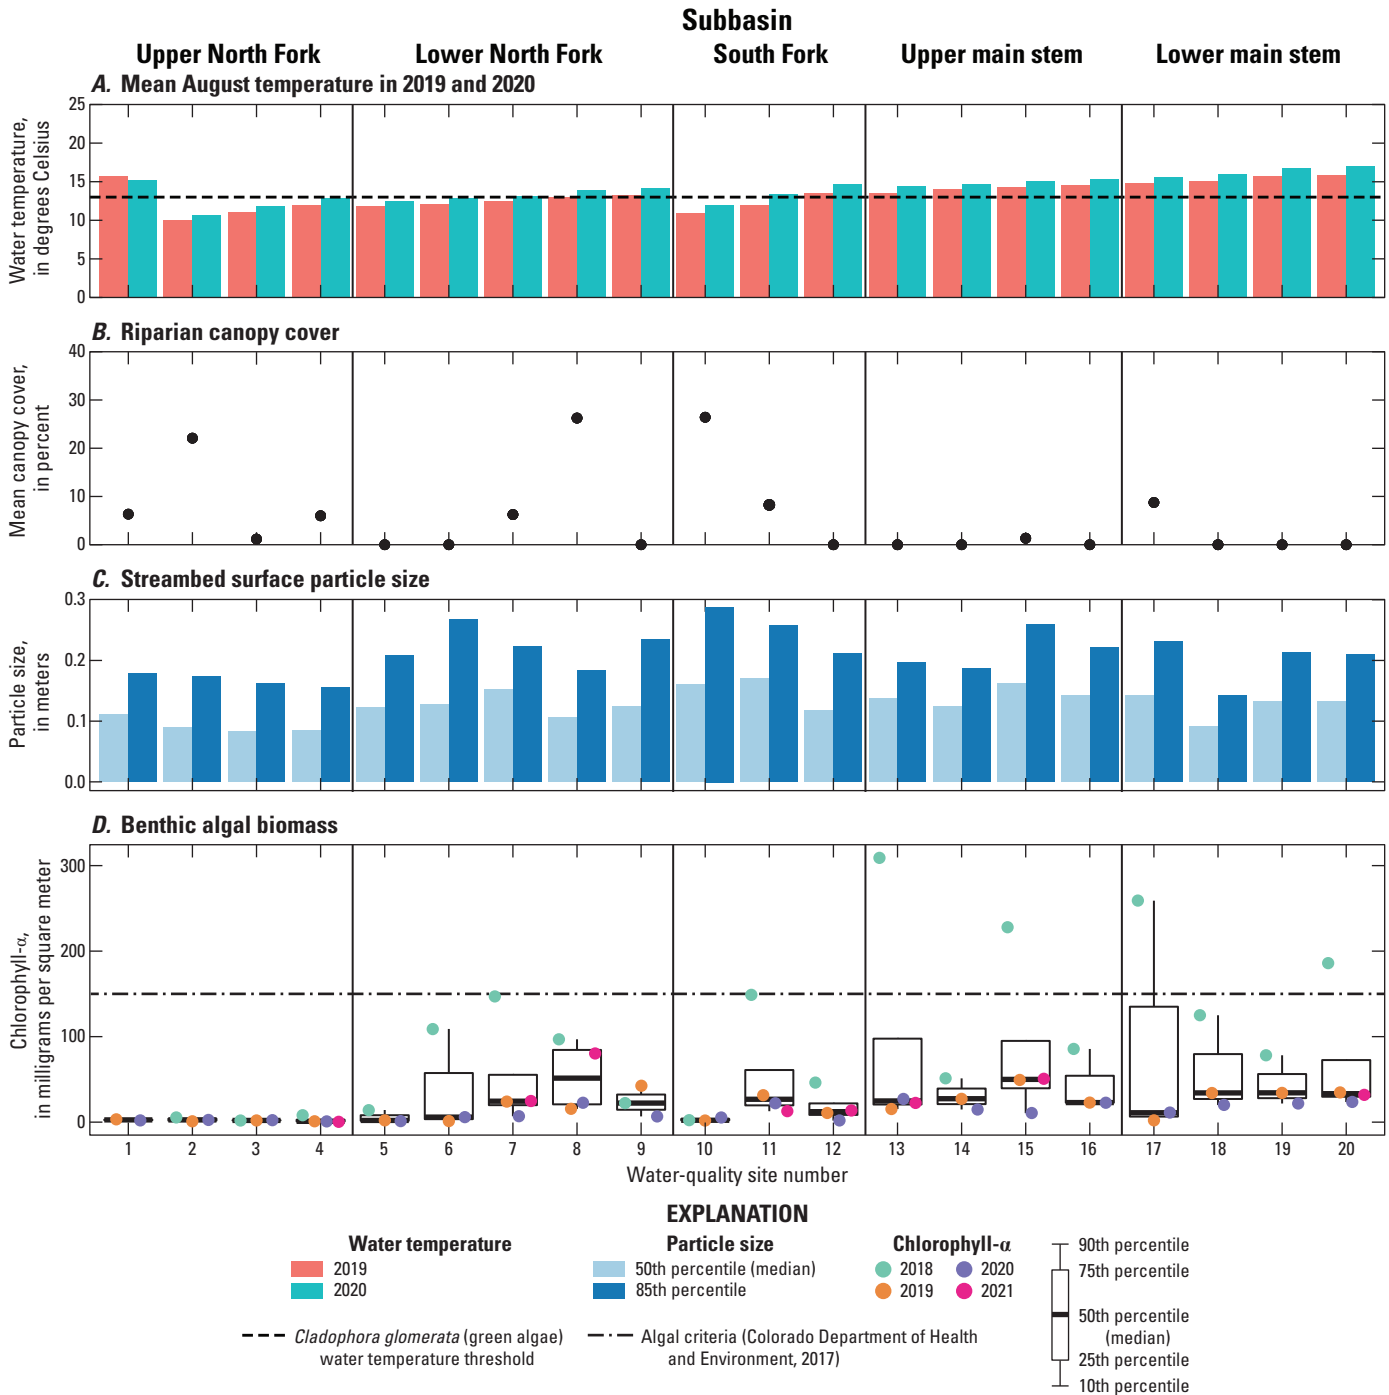 Subbasin
Upper North Fork
Lower North Fork
South Fork
Upper main stem
Lower main stem
A. Mean August temperature in 2019 and 2020
Water temperature,
in degrees Celsius
25
20
15
10
5
0
B. Riparian canopy cover
Mean canopy cover,
in percent
40
30
20
10
0
C. Streambed surface particle size
Particle size,
in meters
0.3
0.2
0.1
0.0
D. Benthic algal biomass
Chlorophyll-α,
in milligrams per square meter
300
200
100
0
1 2 3 4 5 6 7 8 9 10 11 12 13 14 15 16 17 18 19 20
Water-quality site number
EXPLANATION
Water temperature
2019
2020
Particle size
50th percentile (median)
85th percentile
Chlorophyll-α
2018
2019
2020
2021
90th percentile
75th percentile
50th percentile
(median)
25th percentile
10th percentile
Cladophora glomerata (green algae)
water temperature threshold
Algal criteria (Colorado Department of Health
and Environment, 2017)